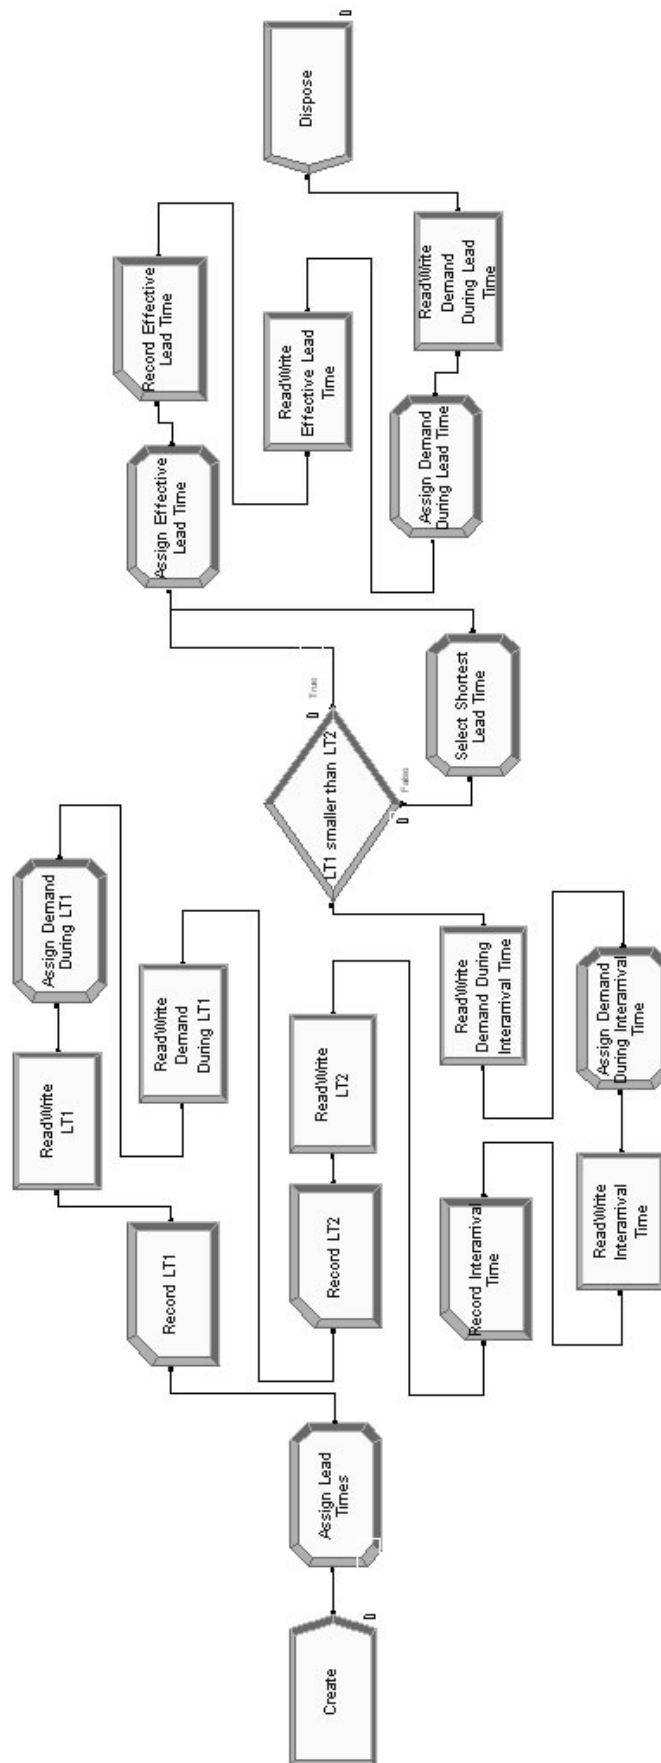 Create
0
Assign Lead
Times
Record LT1
ReadWrite
LT1
Assign Demand
During LT1
ReadWrite
Demand
During LT1
Record LT2
ReadWrite
LT2
Record Interarrival
Time
ReadWrite
Interarrival
Time
Assign Demand
During Interarrival
Time
ReadWrite
Demand During
Interarrival Time
LT1 smaller than LT2
0
True
0
False
Select Shortest
Lead Time
Assign Effective
Lead Time
Record Effective
Lead Time
ReadWrite
Effective Lead
Time
Assign Demand
During Lead Time
ReadWrite
Demand
During Lead
Time
Dispose
0